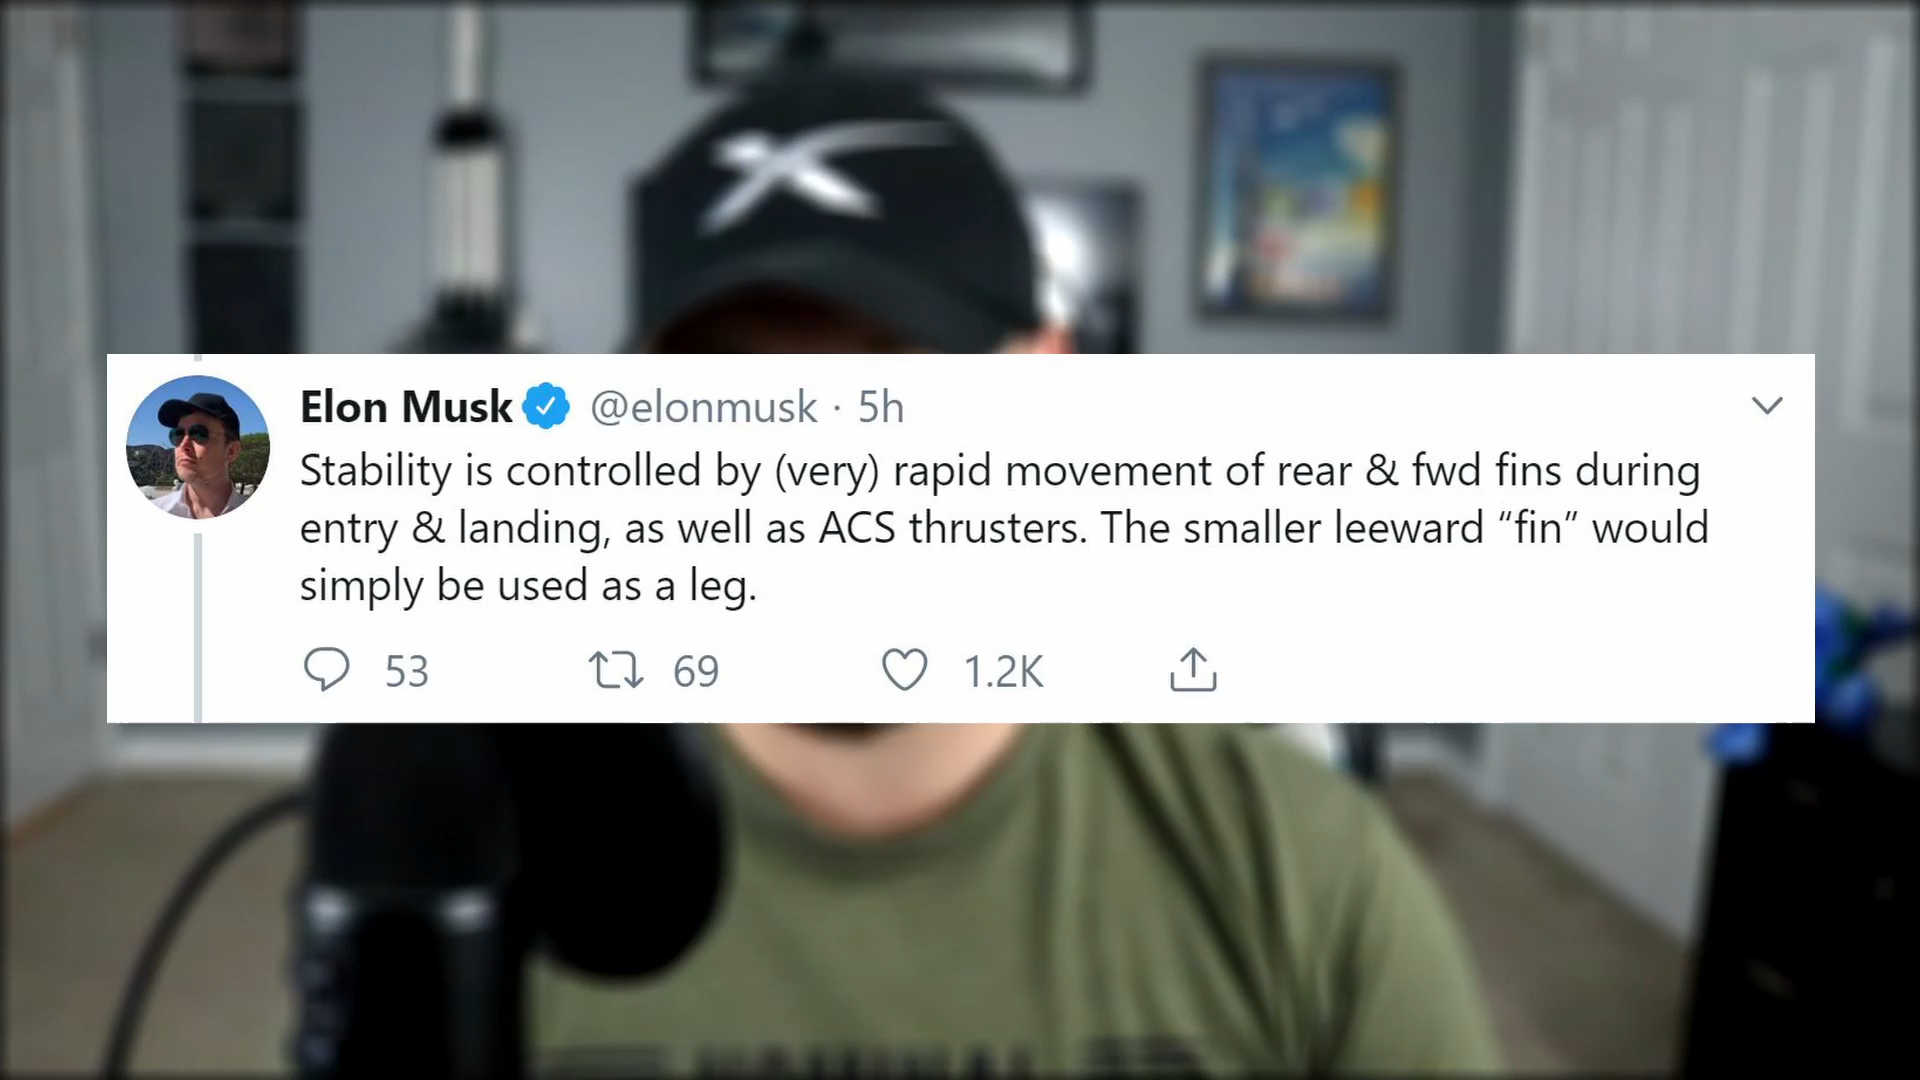 Elon Musk @elonmusk · 5h
Stability is controlled by (very) rapid movement of rear & fwd fins during
entry & landing, as well as ACS thrusters. The smaller leeward “fin” would
simply be used as a leg.
53 69 1.2K